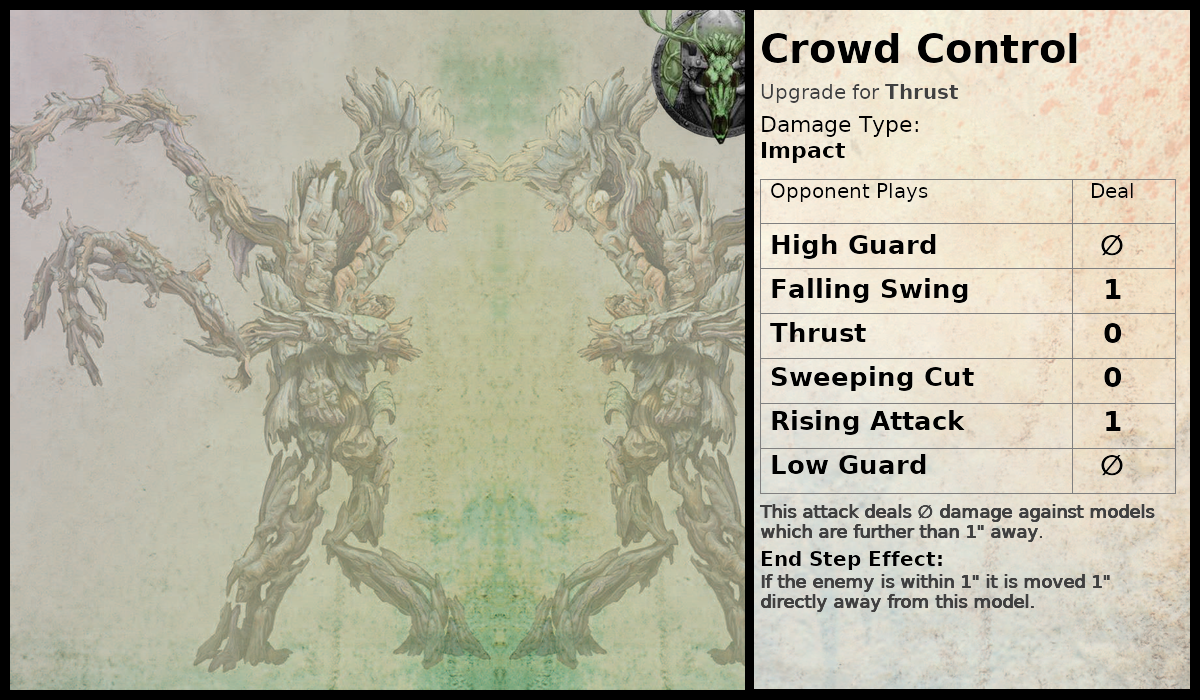 Crowd Control
Upgrade for Thrust
Damage Type:
Impact
Opponent Plays Deal
High Guard ∅
Falling Swing 1
Thrust 0
Sweeping Cut 0
Rising Attack 1
Low Guard ∅
This attack deals ∅ damage against models
which are further than 1" away.
End Step Effect:
If the enemy is within 1" it is moved 1"
directly away from this model.